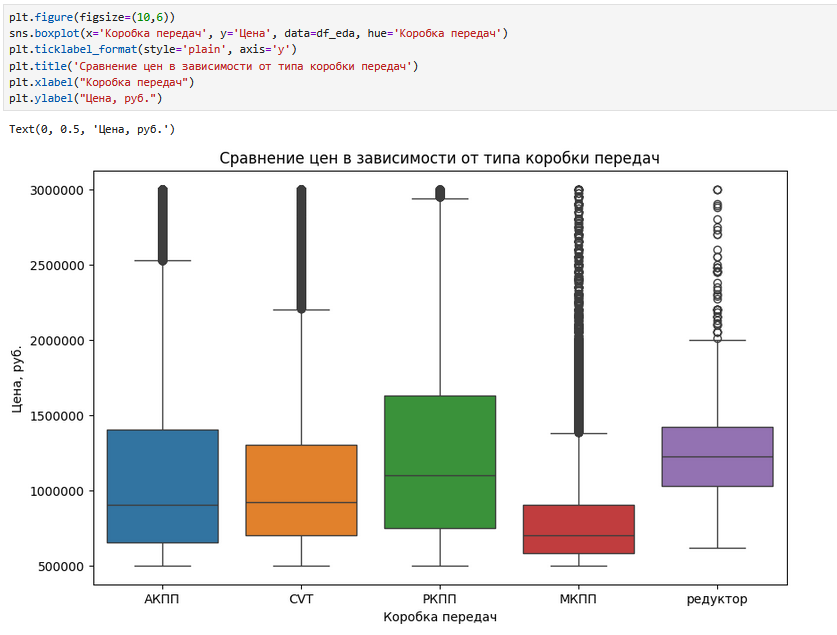 plt.figure(figsize=(10,6))
sns.boxplot(x='Коробка передач', y='Цена', data=df_eda, hue='Коробка передач')
plt.ticklabel_format(style='plain', axis='y')
plt.title('Сравнение цен в зависимости от типа коробки передач')
plt.xlabel("Коробка передач")
plt.ylabel("Цена, руб.")
Text(0, 0.5, 'Цена, руб.')
Сравнение цен в зависимости от типа коробки передач
3000000
2500000
2000000
1500000
1000000
500000
Цена, руб.
АКПП CVT РКПП МКПП редуктор
Коробка передач